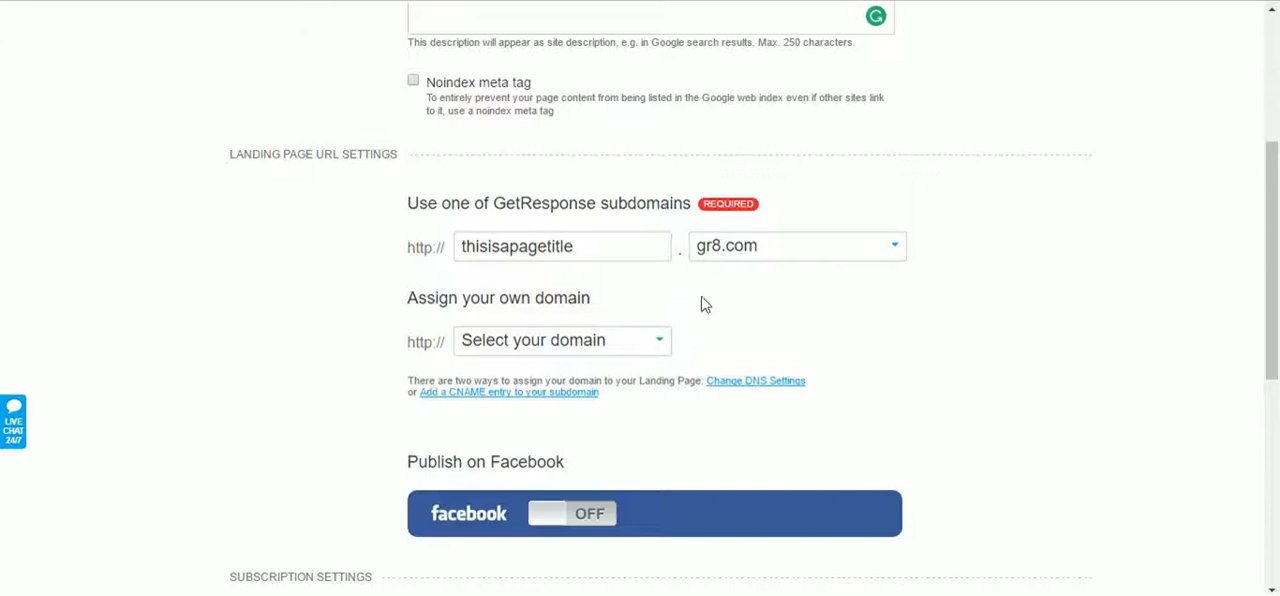 This description will appear as site description, e.g. in Google search results. Max. 250 characters.
Noindex meta tag
To entirely prevent your page content from being listed in the Google web index even if other sites link
to it, use a noindex meta tag
LANDING PAGE URL SETTINGS
Use one of GetResponse subdomains REQUIRED
http:// thisisapagetitle . gr8.com
Assign your own domain
http:// Select your domain
There are two ways to assign your domain to your Landing Page: Change DNS Settings
or Add a CNAME entry to your subdomain
LIVE
CHAT
24/7
Publish on Facebook
facebook OFF
SUBSCRIPTION SETTINGS